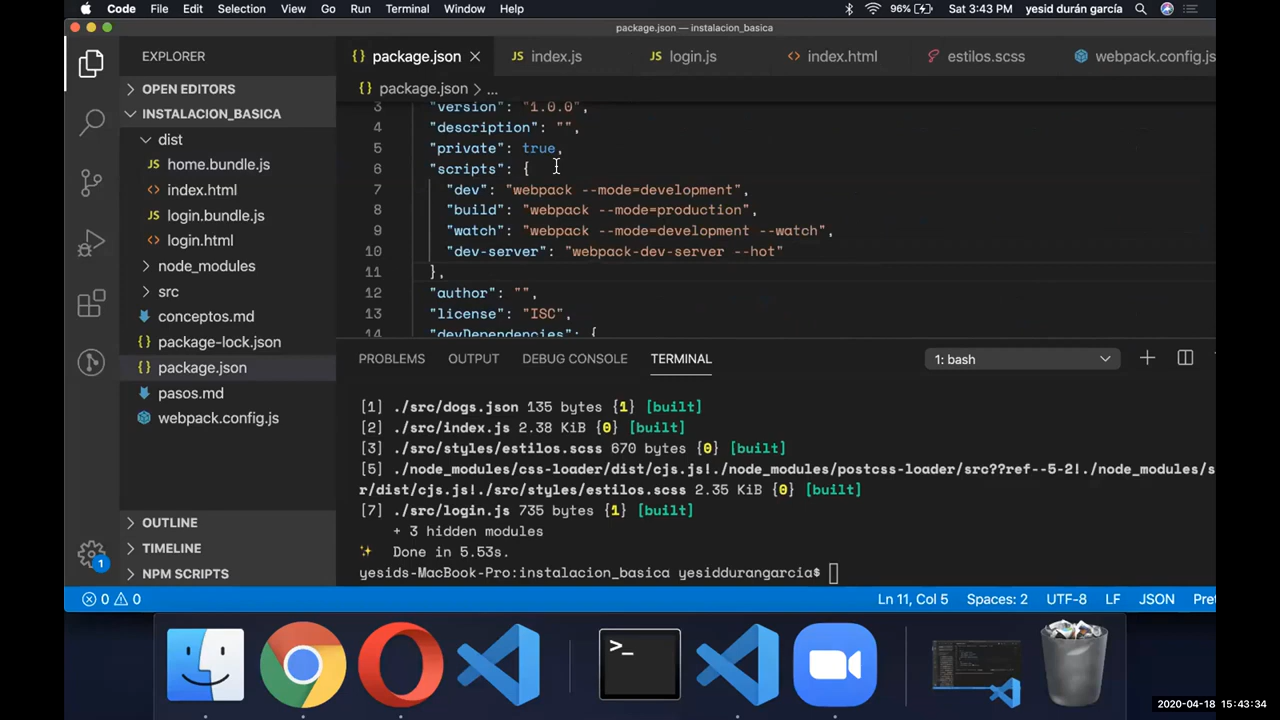 Code File Edit Selection View Go Run Terminal Window Help 96% Sat 3:43 PM yesid durán garcía
package.json — instalacion_basica
EXPLORER
{} package.json × JS index.js JS login.js <> index.html estilos.scss webpack.config.js
OPEN EDITORS
{} package.json > ...
INSTALACION_BASICA
dist
JS home.bundle.js
<> index.html
JS login.bundle.js
<> login.html
node_modules
src
conceptos.md
{} package-lock.json
{} package.json
pasos.md
webpack.config.js
OUTLINE
TIMELINE
NPM SCRIPTS
1
3 "version": "1.0.0",
4 "description": "",
5 "private": true,
6 "scripts": {
7 "dev": "webpack --mode=development",
8 "build": "webpack --mode=production",
9 "watch": "webpack --mode=development --watch",
10 "dev-server": "webpack-dev-server --hot"
11 },
12 "author": "",
13 "license": "ISC",
14 "devDependencies": {
PROBLEMS OUTPUT DEBUG CONSOLE TERMINAL 1: bash
[1] ./src/dogs.json 135 bytes {1} [built]
[2] ./src/index.js 2.38 KiB {0} [built]
[3] ./src/styles/estilos.scss 670 bytes {0} [built]
[5] ./node_modules/css-loader/dist/cjs.js!./node_modules/postcss-loader/src??ref--5-2!./node_modules/s
r/dist/cjs.js!./src/styles/estilos.scss 2.35 KiB {0} [built]
[7] ./src/login.js 735 bytes {1} [built]
+ 3 hidden modules
Done in 5.53s.
yesids-MacBook-Pro:instalacion_basica yesiddurangarcia$
0 0 Ln 11, Col 5 Spaces: 2 UTF-8 LF JSON Pret
>_
2020-04-18 15:43:34